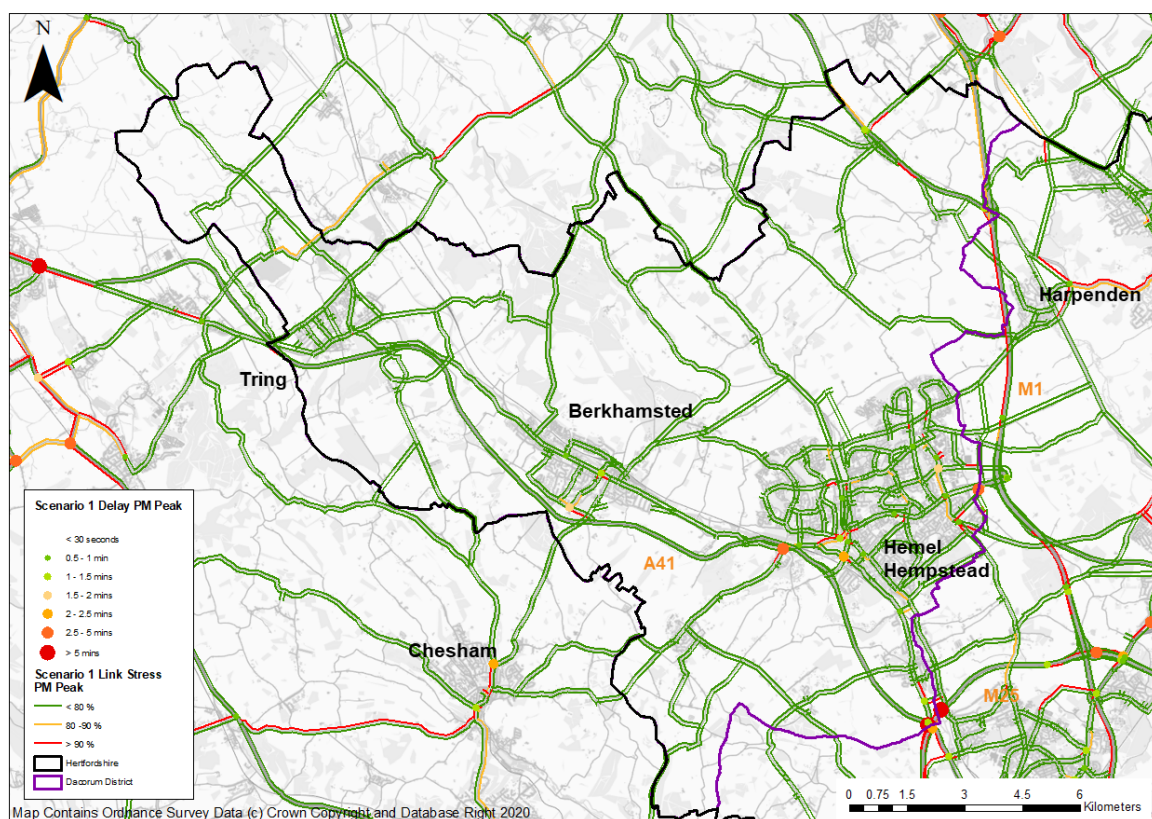 N
Harpenden
M1
Tring
Berkhamsted
A41
Hemel
Hempstead
Chesham
M25
Scenario 1 Delay PM Peak
< 30 seconds
0.5 - 1 min
1 - 1.5 mins
1.5 - 2 mins
2 - 2.5 mins
2.5 - 5 mins
> 5 mins
Scenario 1 Link Stress
PM Peak
< 80 %
80 -90 %
> 90 %
Hertfordshire
Dacorum District
0 0.75 1.5 3 4.5 6
Kilometers
Map Contains Ordnance Survey Data (c) Crown Copyright and Database Right 2020